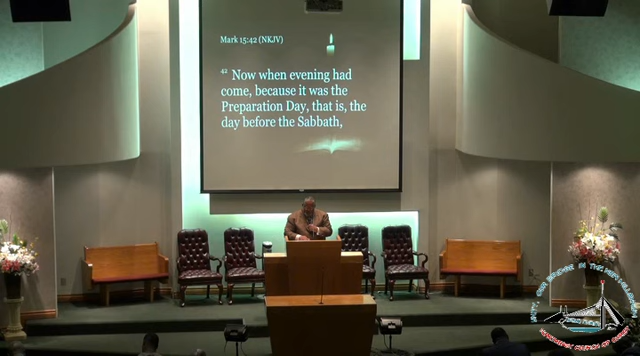 Mark 15:42 (NKJV)
42 Now when evening had
come, because it was the
Preparation Day, that is, the
day before the Sabbath,